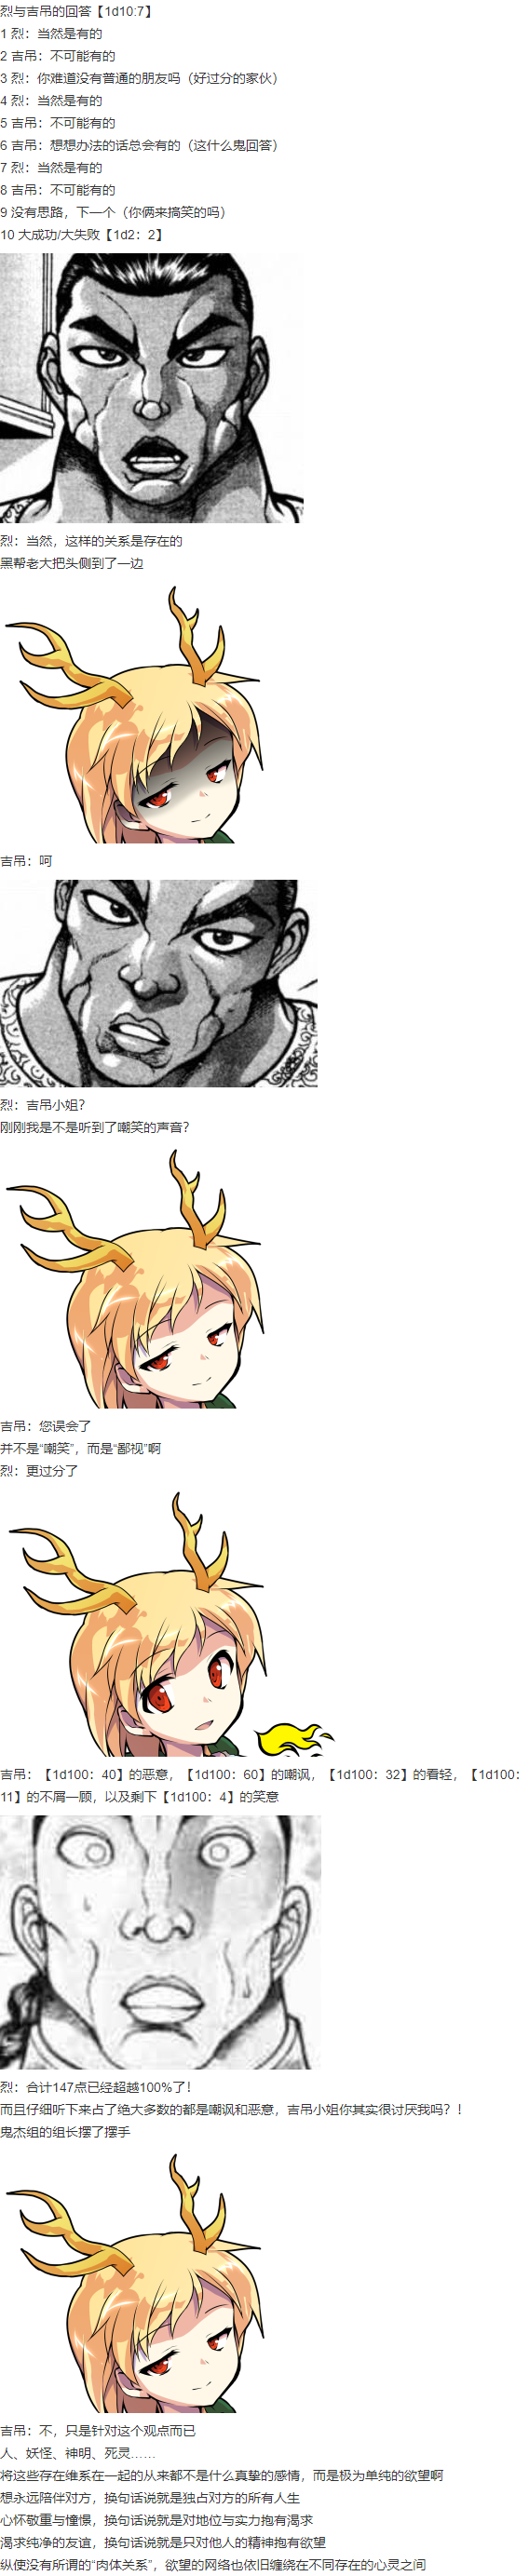 烈与吉吊的回答【1d10:7】
1 烈：当然是有的
2 吉吊：不可能有的
3 烈：你难道没有普通的朋友吗（好过分的家伙）
4 烈：当然是有的
5 吉吊：不可能有的
6 吉吊：想想办法的话总会有的（这什么鬼回答）
7 烈：当然是有的
8 吉吊：不可能有的
9 没有思路，下一个（你俩来搞笑的吗）
10 大成功/大失败【1d2：2】
烈：当然，这样的关系是存在的
黑帮老大把头侧到了一边
吉吊：呵
烈：吉吊小姐？
刚刚我是不是听到了嘲笑的声音？
吉吊：您误会了
并不是“嘲笑”，而是“鄙视”啊
烈：更过分了
吉吊：【1d100：40】的恶意，【1d100：60】的嘲讽，【1d100：32】的看轻，【1d100：
11】的不屑一顾，以及剩下【1d100：4】的笑意
烈：合计147点已经超越100%了！
而且仔细听下来占了绝大多数的都是嘲讽和恶意，吉吊小姐你其实很讨厌我吗？！
鬼杰组的组长摆了摆手
吉吊：不，只是针对这个观点而已
人、妖怪、神明、死灵……
将这些存在维系在一起的从来都不是什么真挚的感情，而是极为单纯的欲望啊
想永远陪伴对方，换句话说就是独占对方的所有人生
心怀敬重与憧憬，换句话说就是对地位与实力抱有渴求
渴求纯净的友谊，换句话说就是只对他人的精神抱有欲望
纵使没有所谓的“肉体关系”，欲望的网络也依旧缠绕在不同存在的心灵之间